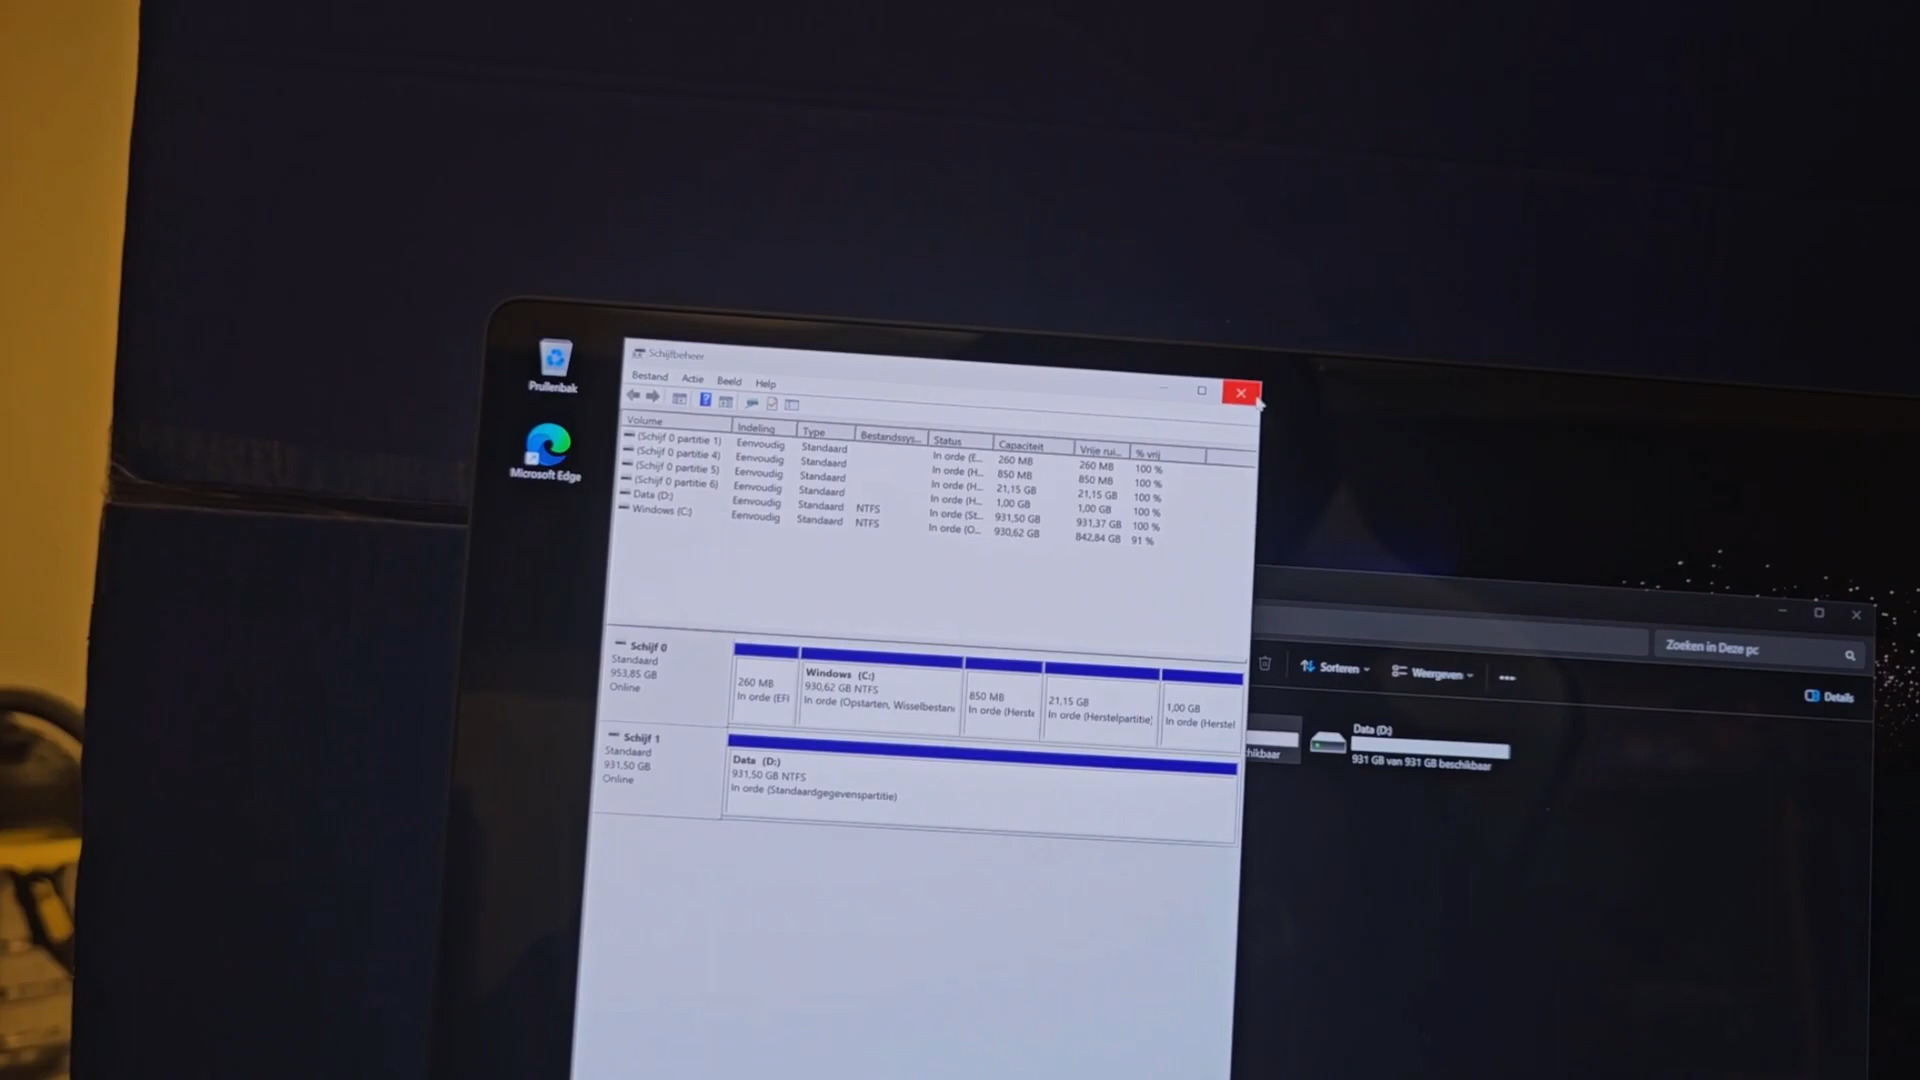 Prullenbak
Microsoft Edge
Schijfbeheer
Bestand Actie Beeld Help
Volume Indeling Type Bestandssys... Status Capaciteit Vrije rui... % vrij
(Schijf 0 partitie 1) Eenvoudig Standaard In orde (E... 260 MB 260 MB 100 %
(Schijf 0 partitie 4) Eenvoudig Standaard In orde (H... 850 MB 850 MB 100 %
(Schijf 0 partitie 5) Eenvoudig Standaard In orde (H... 21,15 GB 21,15 GB 100 %
(Schijf 0 partitie 6) Eenvoudig Standaard In orde (H... 1,00 GB 1,00 GB 100 %
Data (D:) Eenvoudig Standaard NTFS In orde (St... 931,50 GB 931,37 GB 100 %
Windows (C:) Eenvoudig Standaard NTFS In orde (O... 930,62 GB 842,84 GB 91 %
Schijf 0
Standaard
953,85 GB
Online
260 MB
In orde (EFI
Windows (C:)
930,62 GB NTFS
In orde (Opstarten, Wisselbestan
850 MB
In orde (Herste
21,15 GB
In orde (Herstelpartitie)
1,00 GB
In orde (Herstel
Schijf 1
Standaard
931,50 GB
Online
Data (D:)
931,50 GB NTFS
In orde (Standaardgegevenspartitie)
Zoeken in Deze pc
Sorteren Weergeven ...
Details
hikbaar
Data (D:)
931 GB van 931 GB beschikbaar